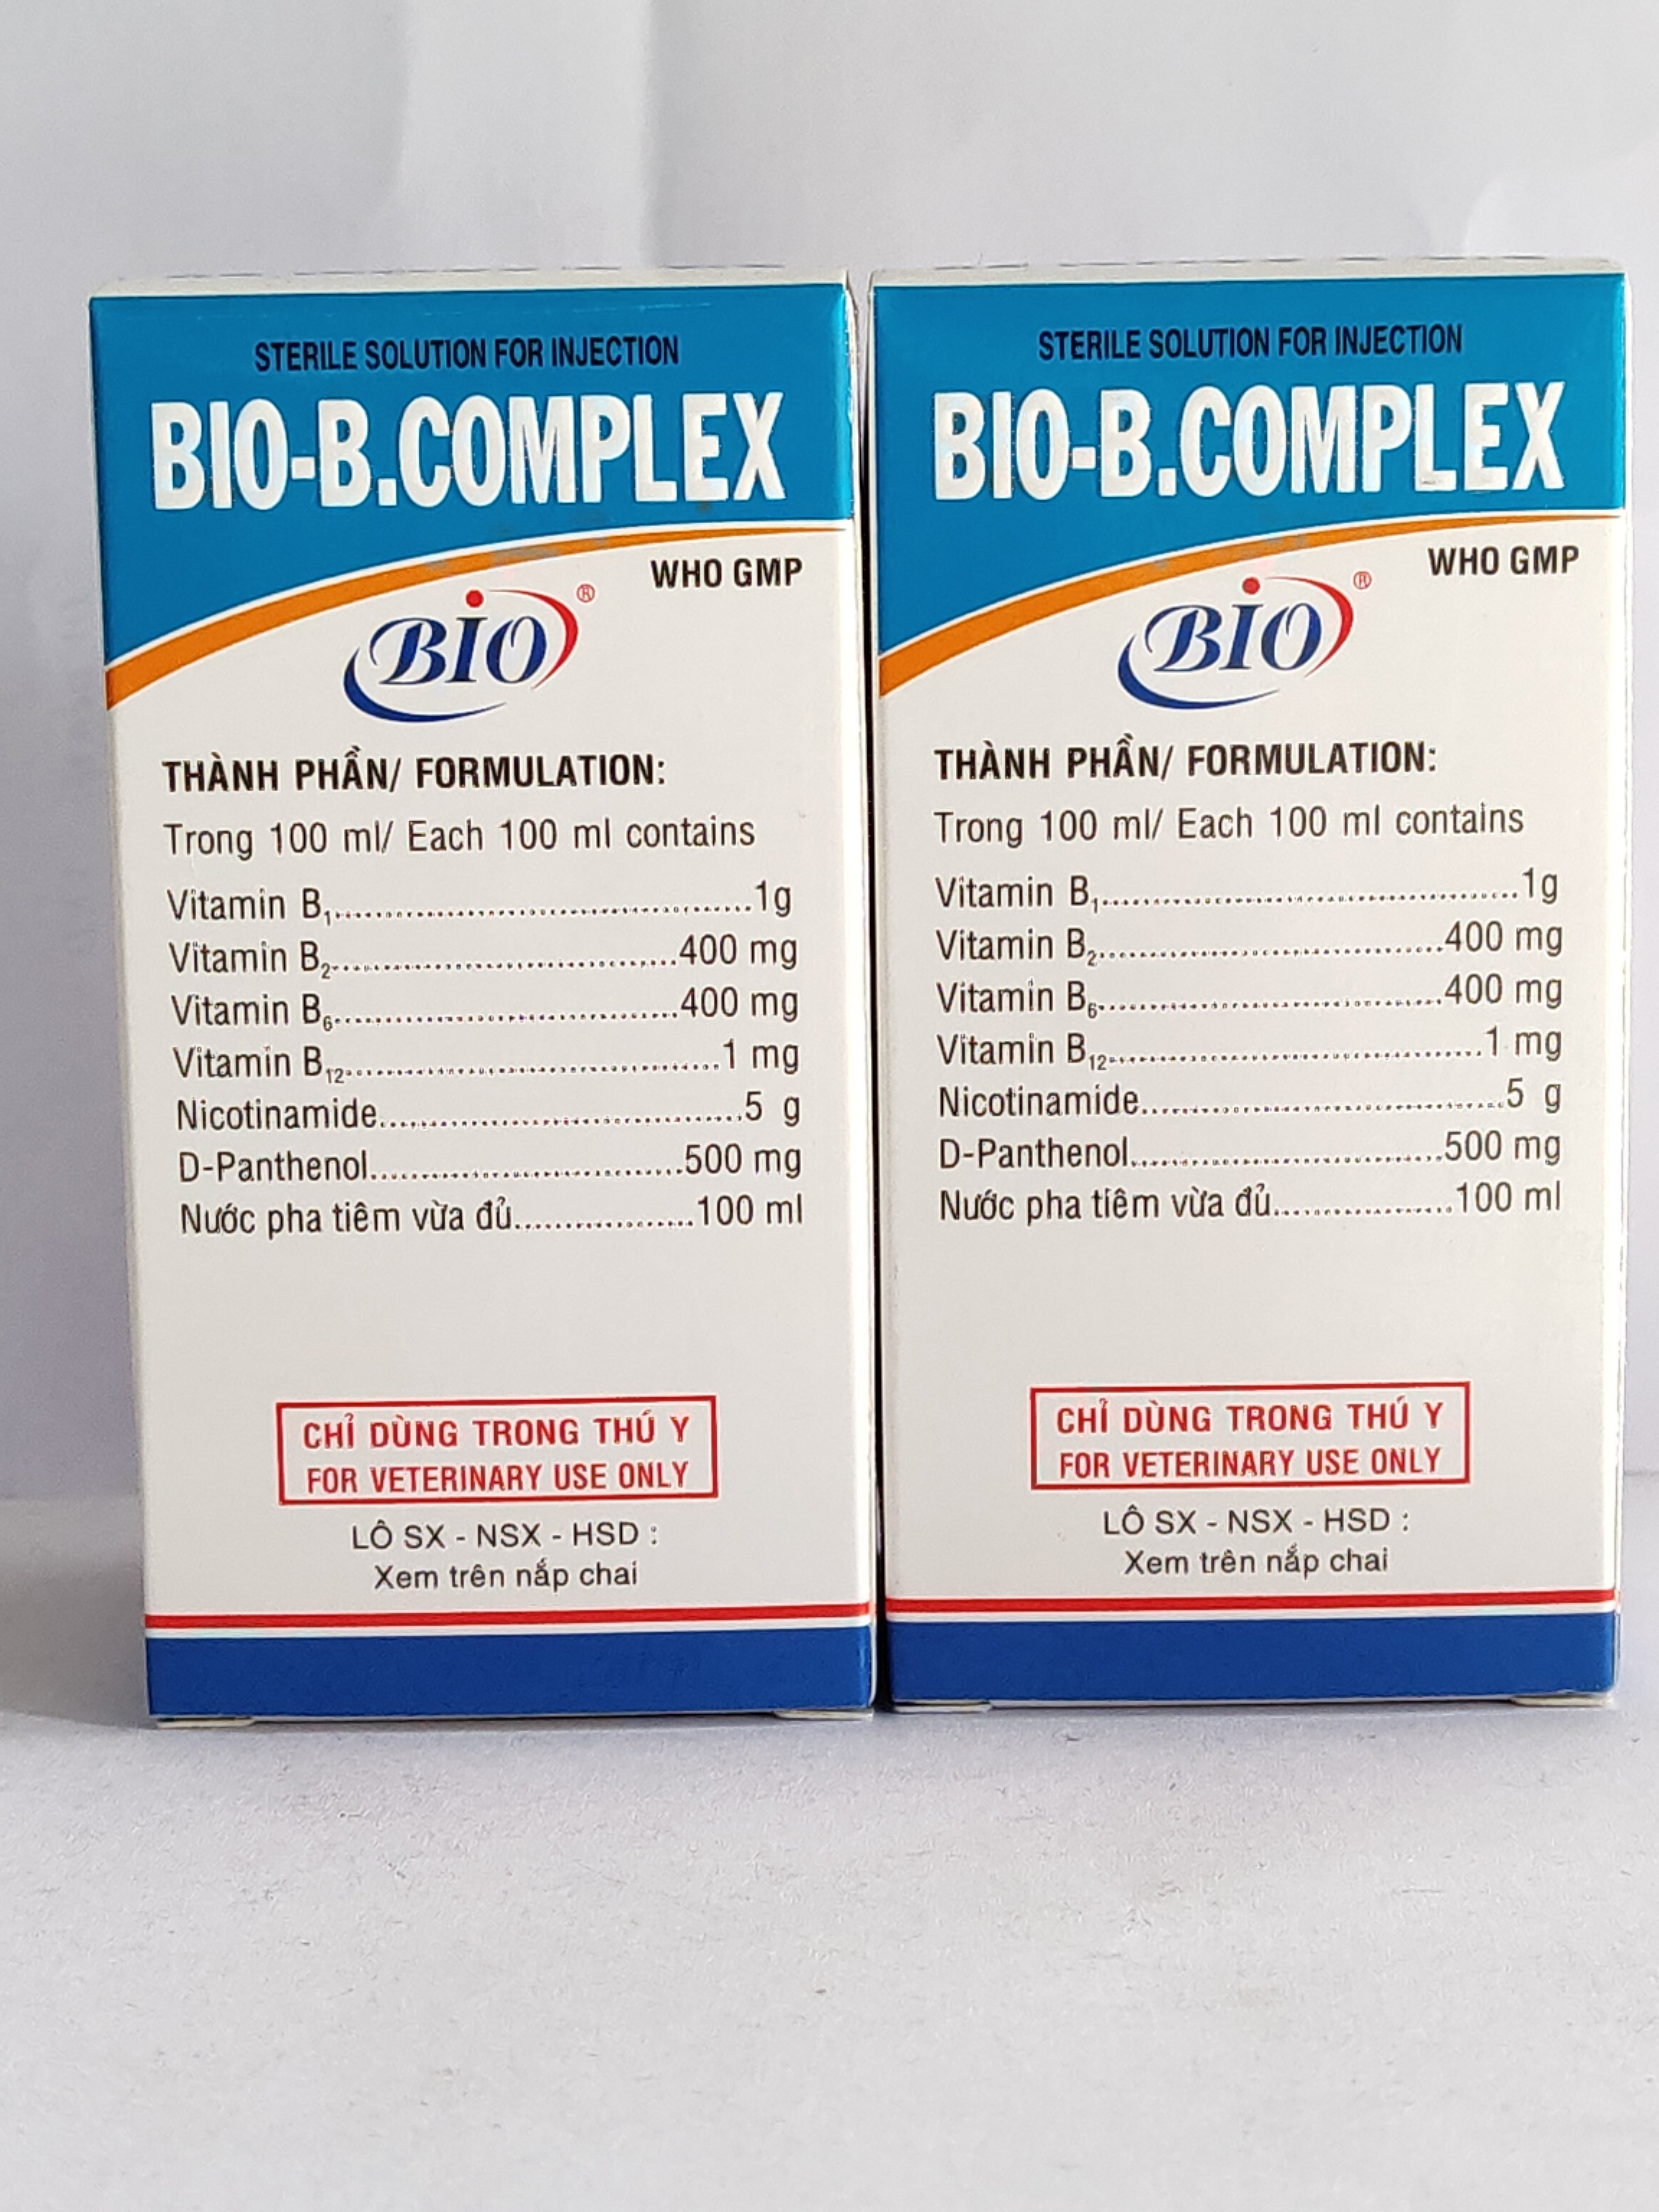 STERILE SOLUTION FOR INJECTION
BIO-B.COMPLEX
WHO GMP
BIO®
THÀNH PHẦN/ FORMULATION:
Trong 100 ml/ Each 100 ml contains
Vitamin B₁........................................1g
Vitamin B₂..................................400 mg
Vitamin B₆..................................400 mg
Vitamin B₁₂.....................................1 mg
Nicotinamide....................................5 g
D-Panthenol...............................500 mg
Nước pha tiêm vừa đủ..................100 ml
CHỈ DÙNG TRONG THÚ Y
FOR VETERINARY USE ONLY
LÔ SX - NSX - HSD :
Xem trên nắp chai
STERILE SOLUTION FOR INJECTION
BIO-B.COMPLEX
WHO GMP
BIO®
THÀNH PHẦN/ FORMULATION:
Trong 100 ml/ Each 100 ml contains
Vitamin B₁........................................1g
Vitamin B₂..................................400 mg
Vitamin B₆..................................400 mg
Vitamin B₁₂.....................................1 mg
Nicotinamide....................................5 g
D-Panthenol...............................500 mg
Nước pha tiêm vừa đủ..................100 ml
CHỈ DÙNG TRONG THÚ Y
FOR VETERINARY USE ONLY
LÔ SX - NSX - HSD :
Xem trên nắp chai